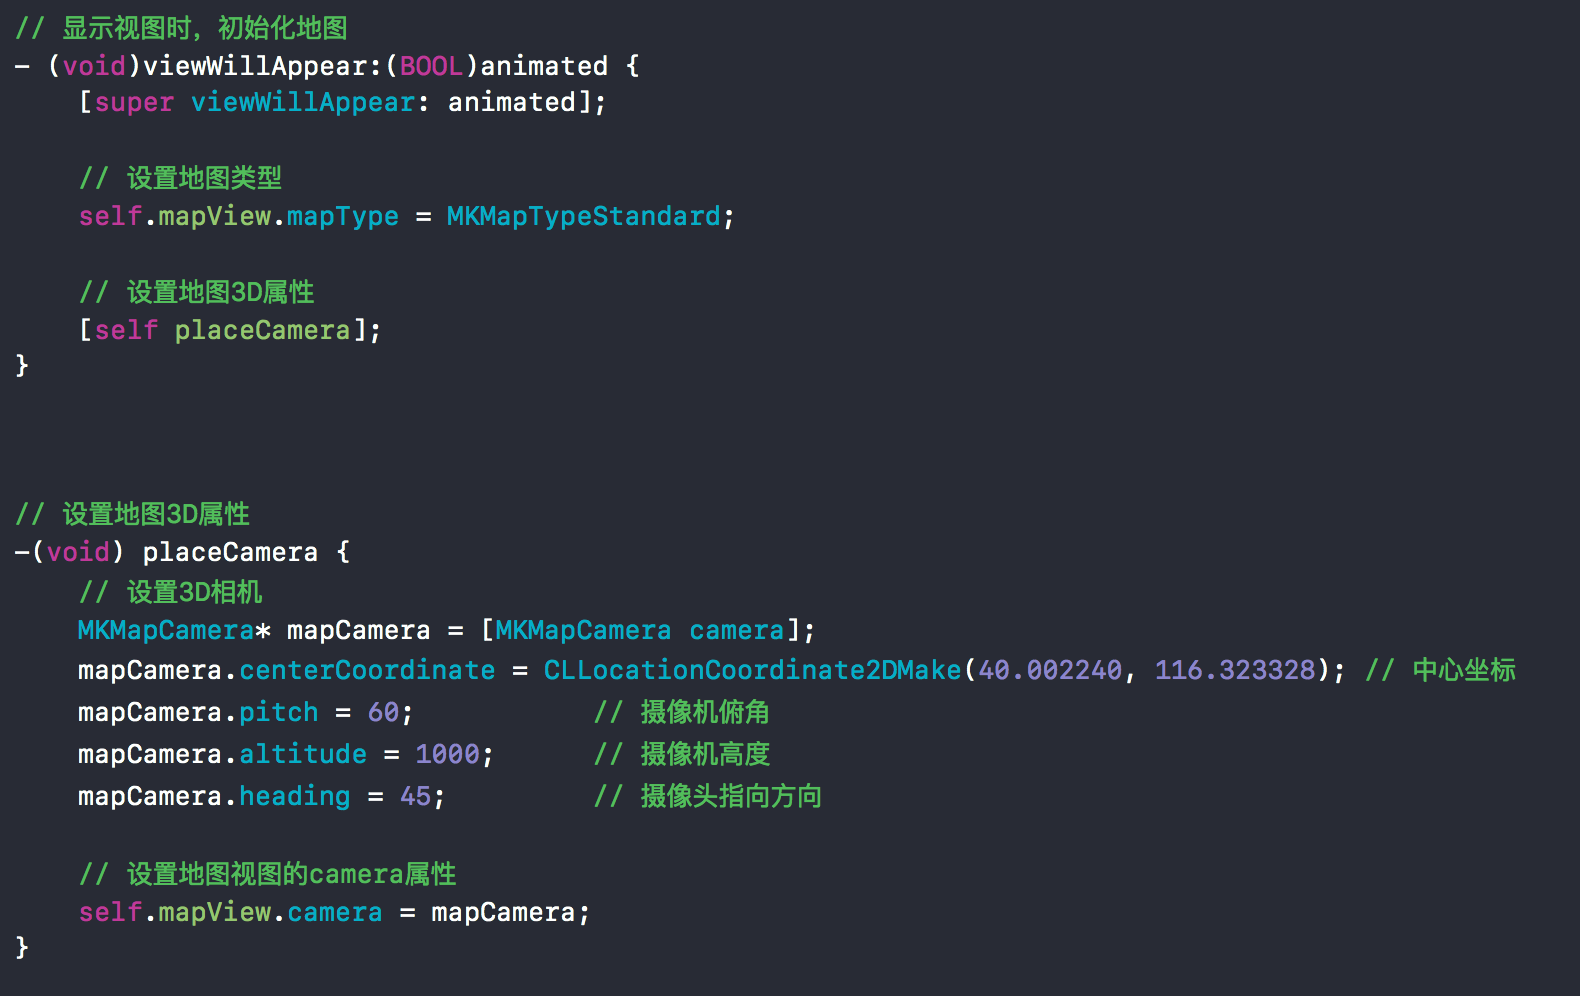 // 显示视图时，初始化地图
- (void)viewWillAppear:(BOOL)animated {
    [super viewWillAppear: animated];

    // 设置地图类型
    self.mapView.mapType = MKMapTypeStandard;

    // 设置地图3D属性
    [self placeCamera];
}

// 设置地图3D属性
-(void) placeCamera {
    // 设置3D相机
    MKMapCamera* mapCamera = [MKMapCamera camera];
    mapCamera.centerCoordinate = CLLocationCoordinate2DMake(40.002240, 116.323328); // 中心坐标
    mapCamera.pitch = 60;           // 摄像机俯角
    mapCamera.altitude = 1000;      // 摄像机高度
    mapCamera.heading = 45;         // 摄像头指向方向

    // 设置地图视图的camera属性
    self.mapView.camera = mapCamera;
}